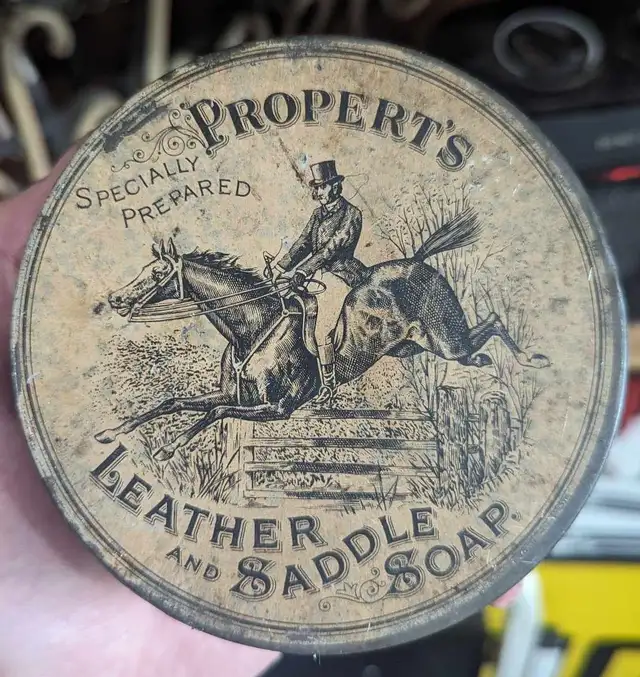 PROPERT'S
SPECIALLY
PREPARED
LEATHER
AND SADDLE
SOAP.